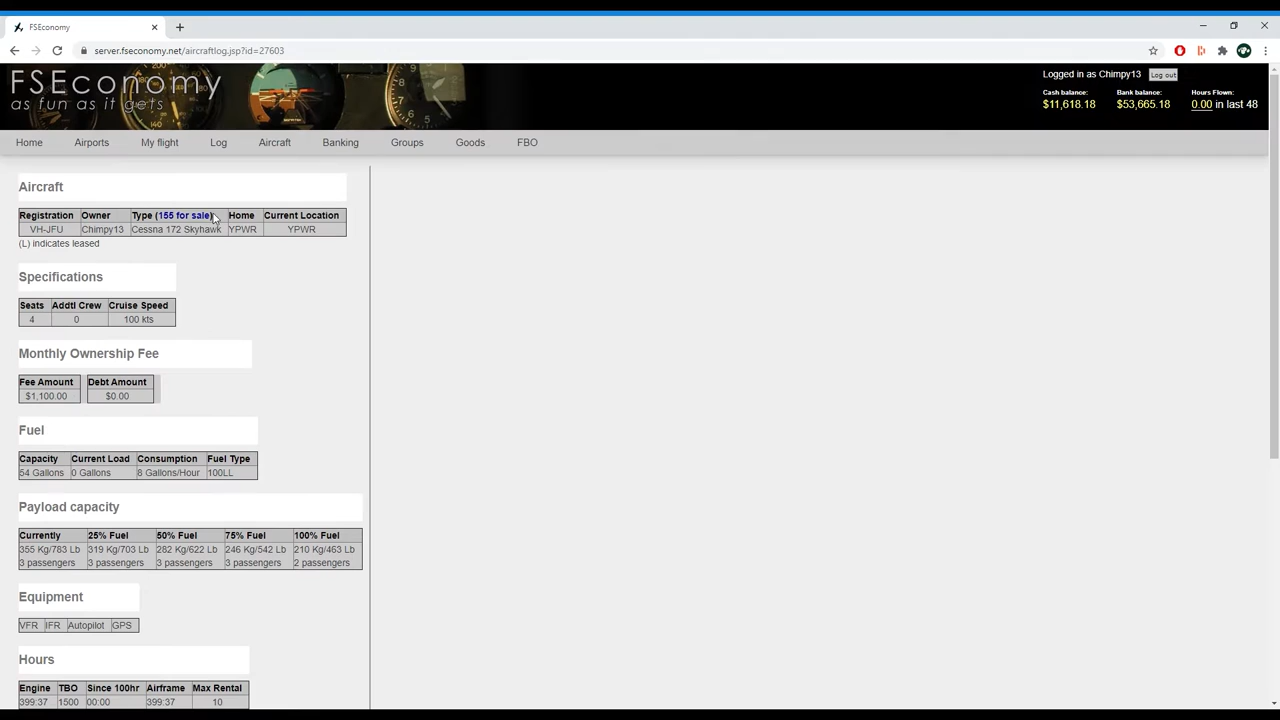 FSEconomy
server.fseconomy.net/aircraftlog.jsp?id=27603
FSEconomy
as fun as it gets
Logged in as Chimpy13 Log out
Cash balance: Bank balance: Hours Flown:
$11,618.18 $53,665.18 0.00 in last 48
Home Airports My flight Log Aircraft Banking Groups Goods FBO
Aircraft
Registration Owner Type (155 for sale) Home Current Location
VH-JFU Chimpy13 Cessna 172 Skyhawk YPWR YPWR
(L) indicates leased
Specifications
Seats Addtl Crew Cruise Speed
4 0 100 kts
Monthly Ownership Fee
Fee Amount Debt Amount
$1,100.00 $0.00
Fuel
Capacity Current Load Consumption Fuel Type
54 Gallons 0 Gallons 8 Gallons/Hour 100LL
Payload capacity
Currently 25% Fuel 50% Fuel 75% Fuel 100% Fuel
355 Kg/783 Lb 319 Kg/703 Lb 282 Kg/622 Lb 246 Kg/542 Lb 210 Kg/463 Lb
3 passengers 3 passengers 3 passengers 3 passengers 2 passengers
Equipment
VFR IFR Autopilot GPS
Hours
Engine TBO Since 100hr Airframe Max Rental
399:37 1500 00:00 399:37 10